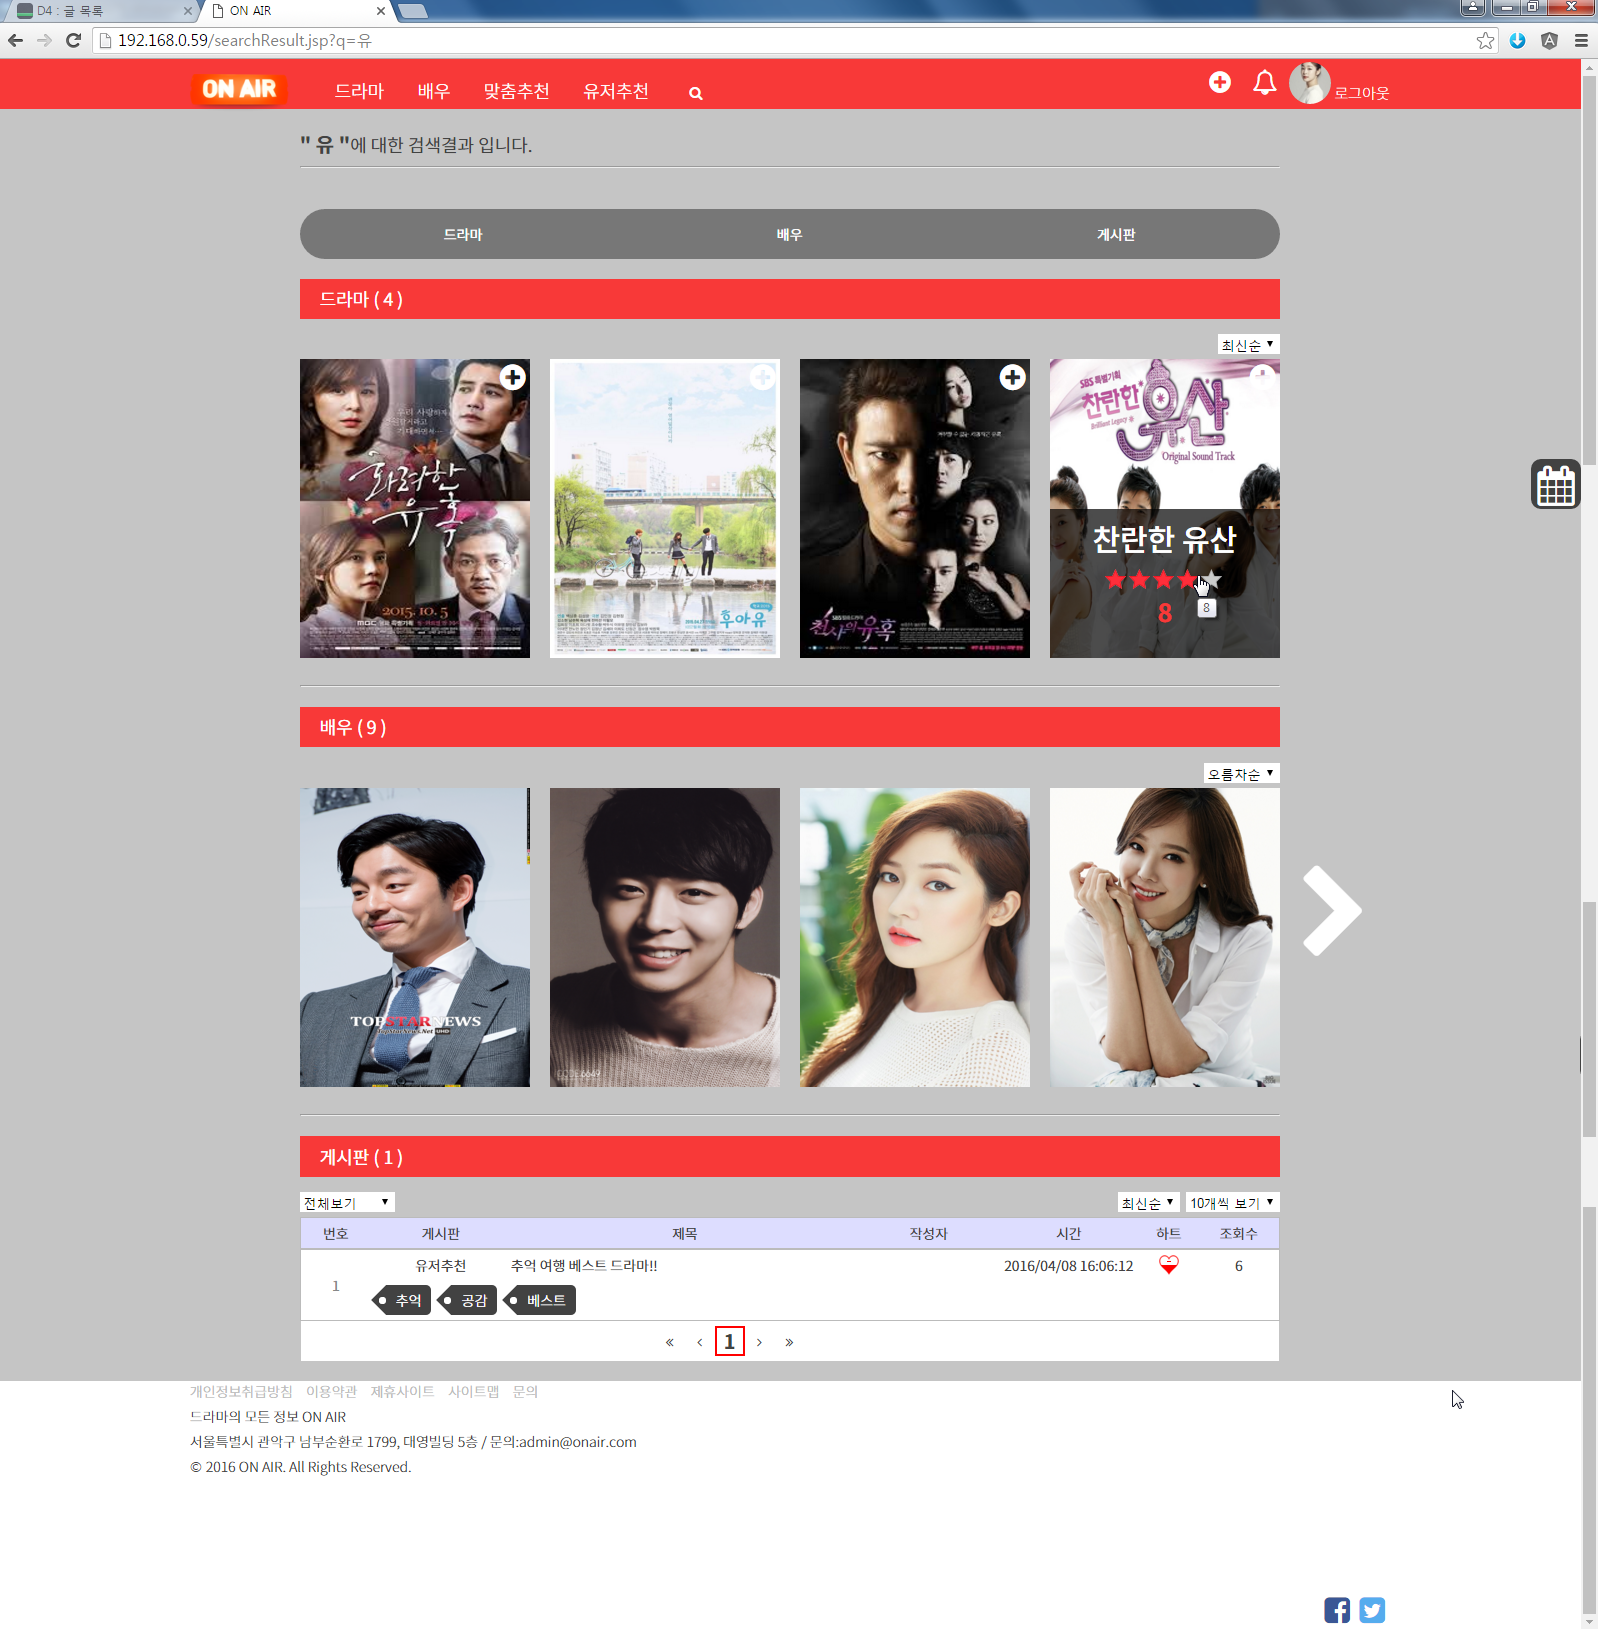 D4 : 글 목록
ON AIR
192.168.0.59/searchResult.jsp?q=유
ON AIR 드라마 배우 맞춤추천 유저추천 로그아웃
" 유 "에 대한 검색결과 입니다.
드라마 배우 게시판
드라마 ( 4 )
최신순
화려한 유혹
2015. 10. 5
MBC
후아유
천사의 유혹
SBS 특별기획
찬란한 유산
Brilliant Legacy
Original Sound Track
찬란한 유산
8
8
배우 ( 9 )
오름차순
TOPSTARNEWS
TopStarNews.Net UHD
게시판 ( 1 )
전체보기 최신순 10개씩 보기
번호 게시판 제목 작성자 시간 하트 조회수
1 유저추천 추억 여행 베스트 드라마!! 2016/04/08 16:06:12 6
추억 공감 베스트
« ‹ 1 › »
개인정보취급방침 이용약관 제휴사이트 사이트맵 문의
드라마의 모든 정보 ON AIR
서울특별시 관악구 남부순환로 1799, 대영빌딩 5층 / 문의:admin@onair.com
© 2016 ON AIR. All Rights Reserved.